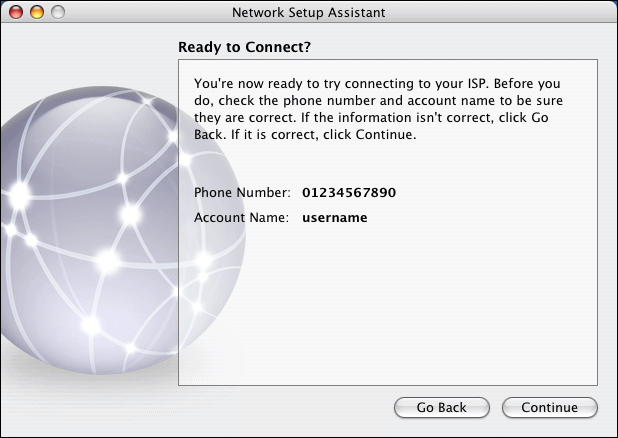 Network Setup Assistant
Ready to Connect?
You're now ready to try connecting to your ISP. Before you
do, check the phone number and account name to be sure
they are correct. If the information isn't correct, click Go
Back. If it is correct, click Continue.
Phone Number: 01234567890
Account Name: username
Go Back Continue